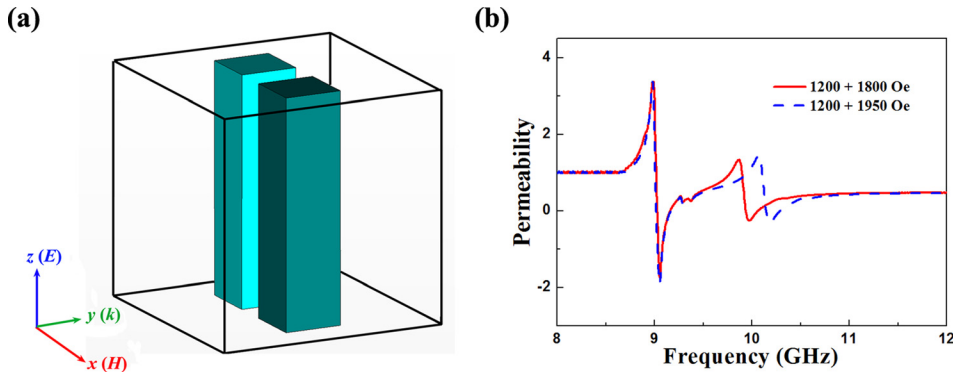 (a)
z (E)
y (k)
x (H)
(b)
Permeability
4
2
0
-2
1200 + 1800 Oe
1200 + 1950 Oe
8
9
10
11
12
Frequency (GHz)